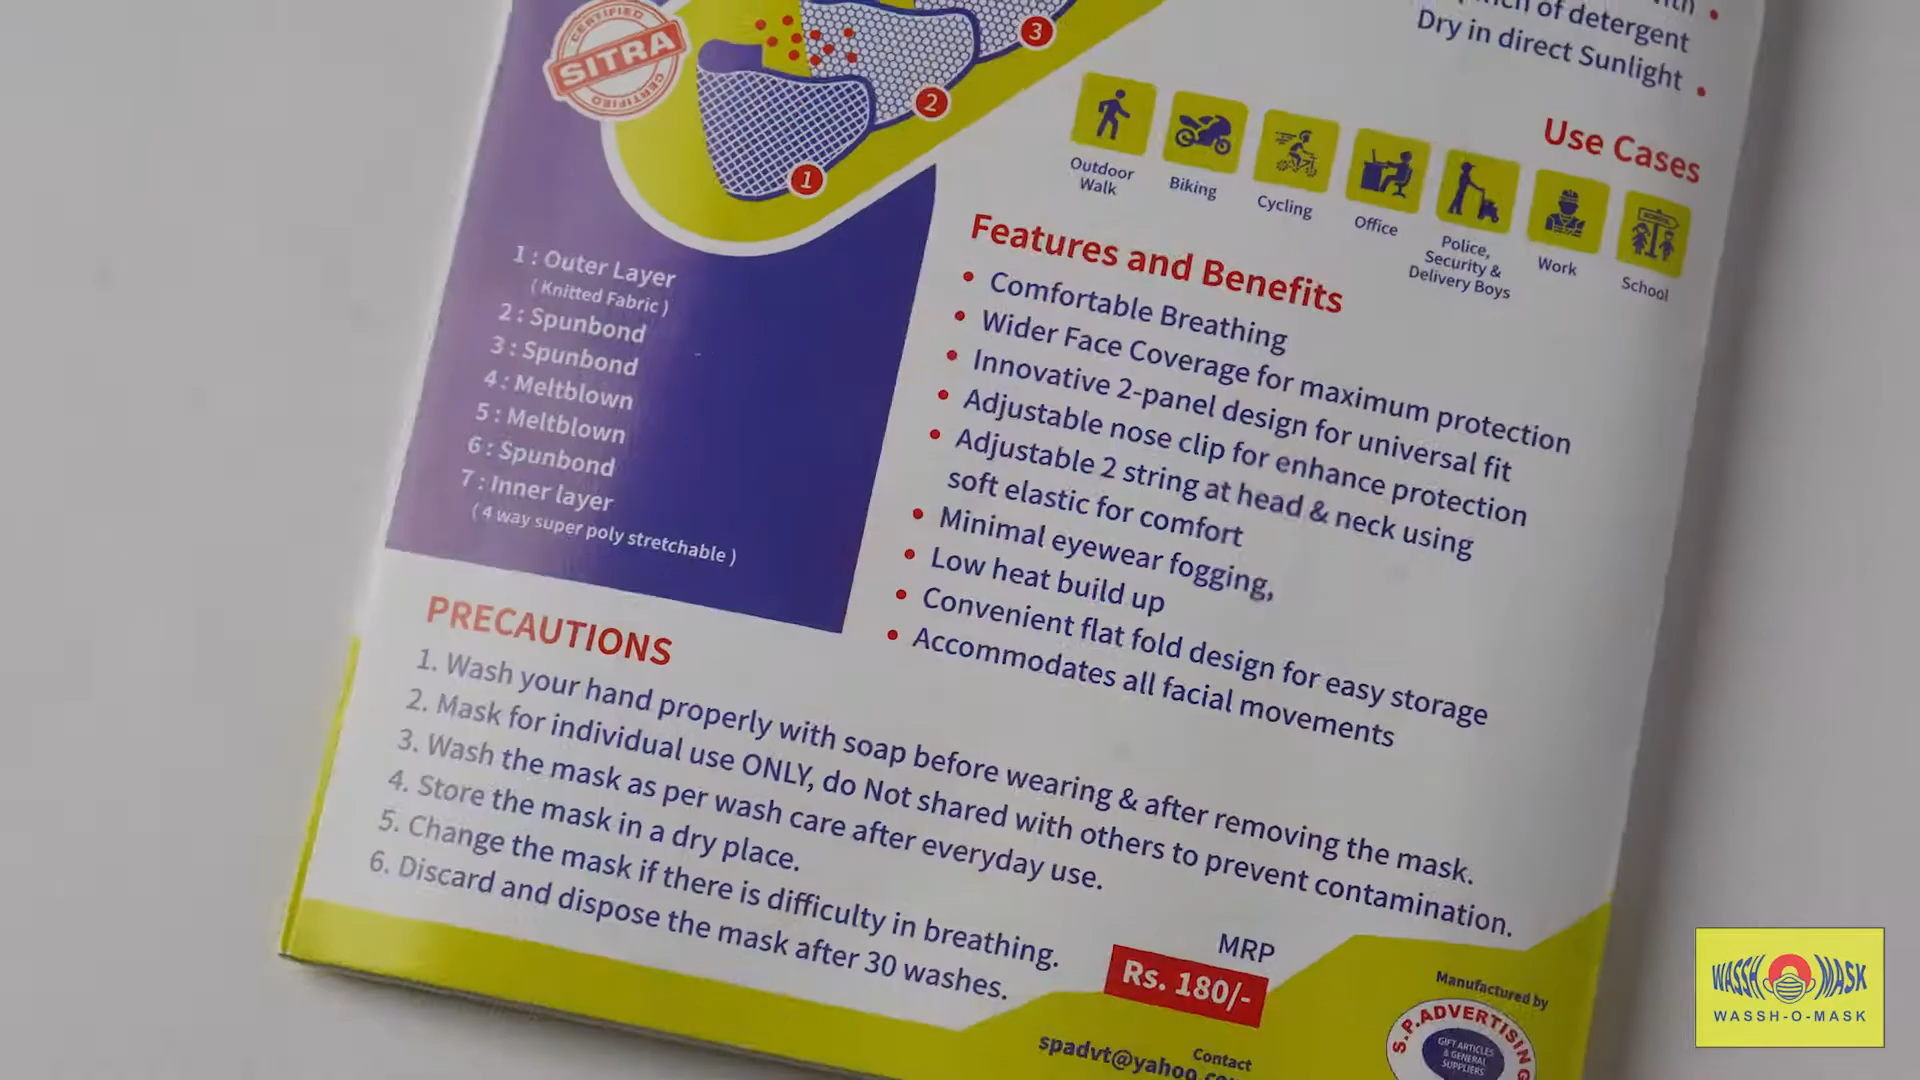 CERTIFIED
SITRA
CERTIFIED
1
2
3
of detergent
Dry in direct Sunlight
Use Cases
Outdoor
Walk
Biking
Cycling
Office
Police,
Security &
Delivery Boys
Work
SCHOOL
School
1 : Outer Layer
( Knitted Fabric )
2 : Spunbond
3 : Spunbond
4 : Meltblown
5 : Meltblown
6 : Spunbond
7 : Inner layer
( 4 way super poly stretchable )
Features and Benefits
• Comfortable Breathing
• Wider Face Coverage for maximum protection
• Innovative 2-panel design for universal fit
• Adjustable nose clip for enhance protection
• Adjustable 2 string at head & neck using
soft elastic for comfort
• Minimal eyewear fogging,
• Low heat build up
• Convenient flat fold design for easy storage
• Accommodates all facial movements
PRECAUTIONS
1. Wash your hand properly with soap before wearing & after removing the mask.
2. Mask for individual use ONLY, do Not shared with others to prevent contamination.
3. Wash the mask as per wash care after everyday use.
4. Store the mask in a dry place.
5. Change the mask if there is difficulty in breathing.
6. Discard and dispose the mask after 30 washes.
MRP
Rs. 180/-
Contact
Manufactured by
S.P.ADVERTISING
GIFT ARTICLES
& GENERAL
SUPPLIERS
WASSH MASK
WASSH-O-MASK